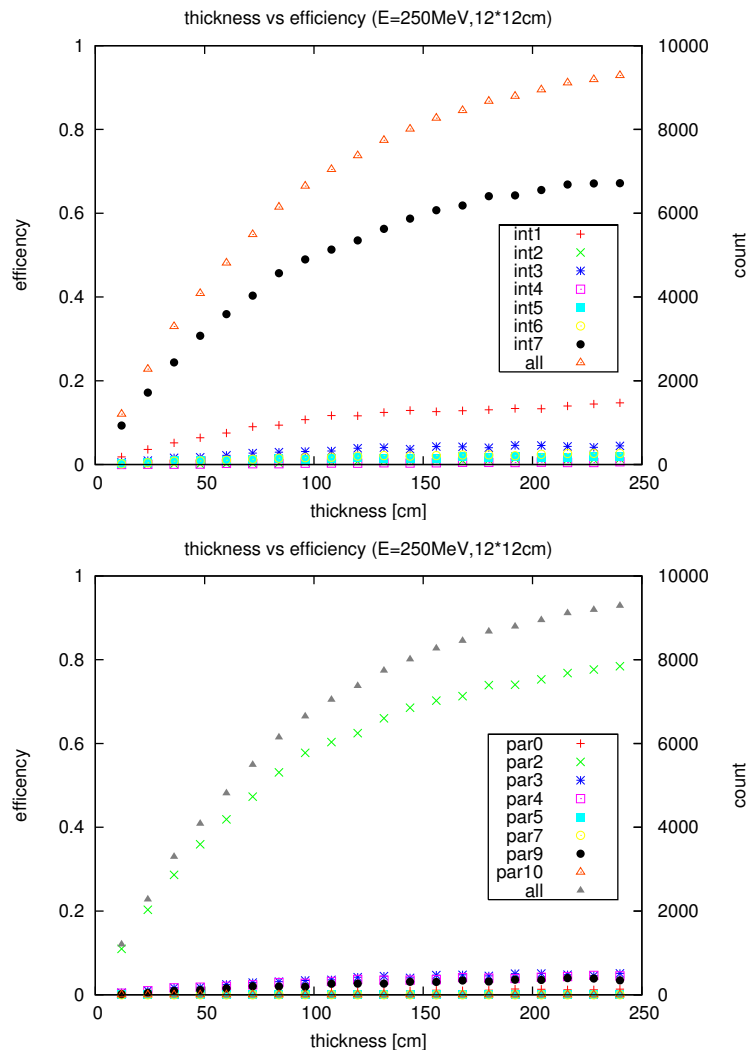 thickness vs efficiency (E=250MeV,12*12cm)
1 10000
0.8 8000
0.6 6000
0.4 4000
0.2 2000
0 0
efficency
count
int1
int2
int3
int4
int5
int6
int7
all
0 50 100 150 200 250
thickness [cm]
thickness vs efficiency (E=250MeV,12*12cm)
1 10000
0.8 8000
0.6 6000
0.4 4000
0.2 2000
0 0
efficency
count
par0
par2
par3
par4
par5
par7
par9
par10
all
0 50 100 150 200 250
thickness [cm]